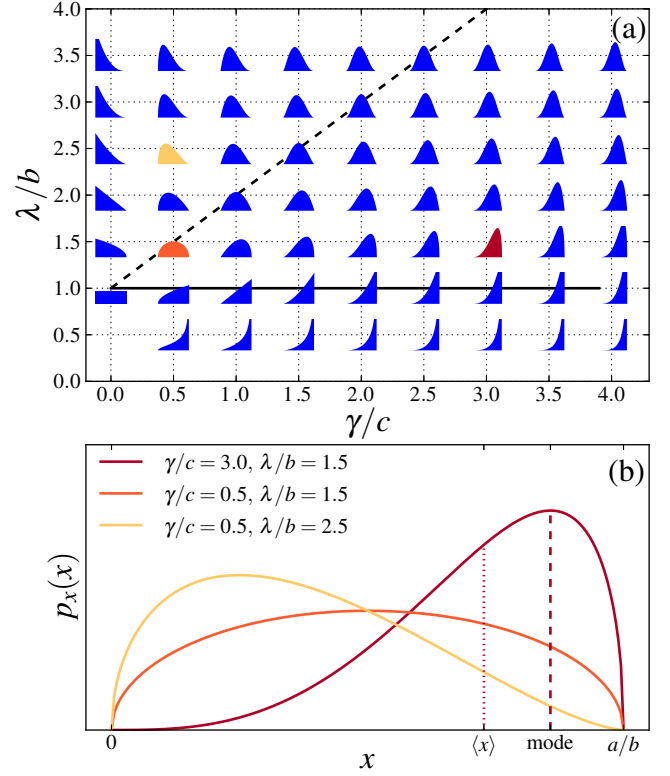 (a)
4.0
3.5
3.0
2.5
2.0
1.5
1.0
0.5
0.0
λ/b
0.0 0.5 1.0 1.5 2.0 2.5 3.0 3.5 4.0
γ/c
(b)
γ/c = 3.0, λ/b = 1.5
γ/c = 0.5, λ/b = 1.5
γ/c = 0.5, λ/b = 2.5
pₓ(x)
0 ⟨x⟩ mode a/b
x